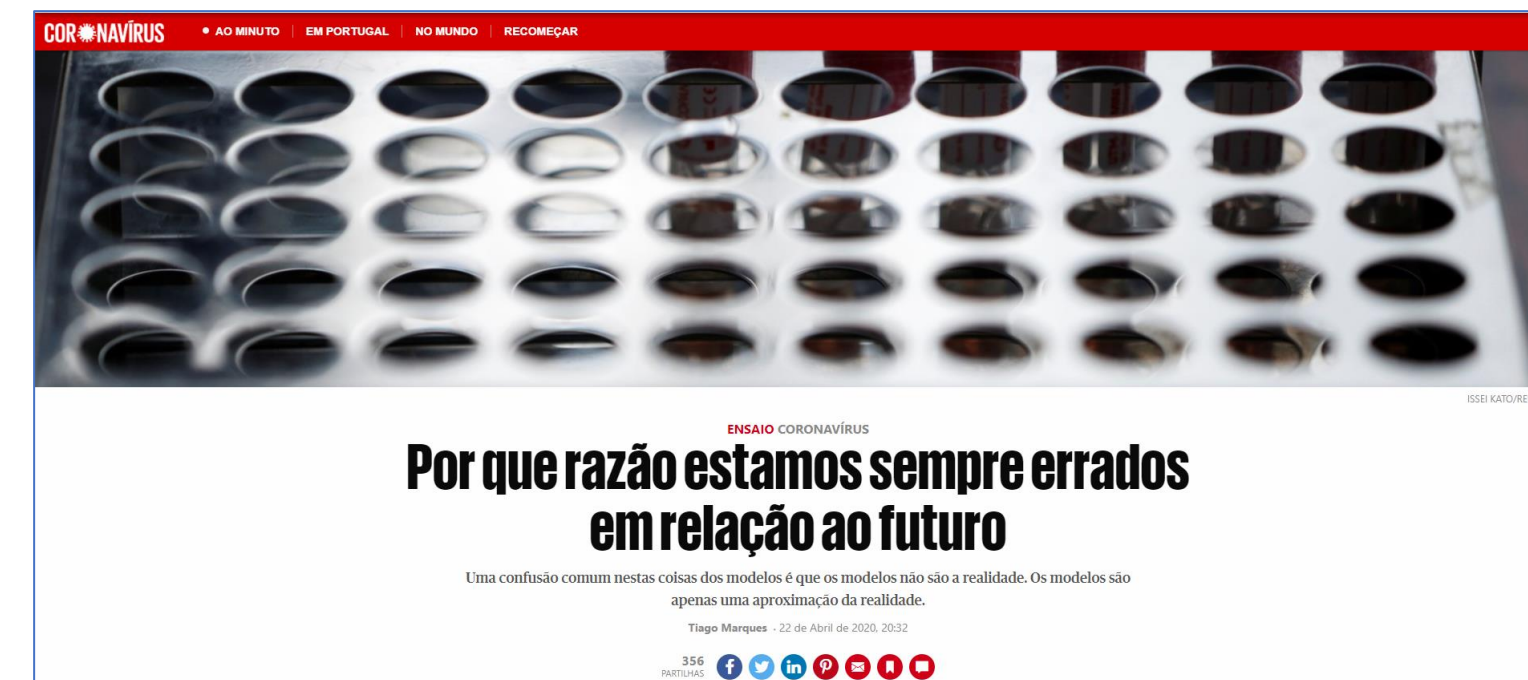 CORONAVÍRUS • AO MINUTO | EM PORTUGAL | NO MUNDO | RECOMEÇAR
ISSEI KATO/RE
ENSAIO CORONAVÍRUS
Por que razão estamos sempre errados
em relação ao futuro
Uma confusão comum nestas coisas dos modelos é que os modelos não são a realidade. Os modelos são
apenas uma aproximação da realidade.
Tiago Marques • 22 de Abril de 2020, 20:32
356
PARTILHAS